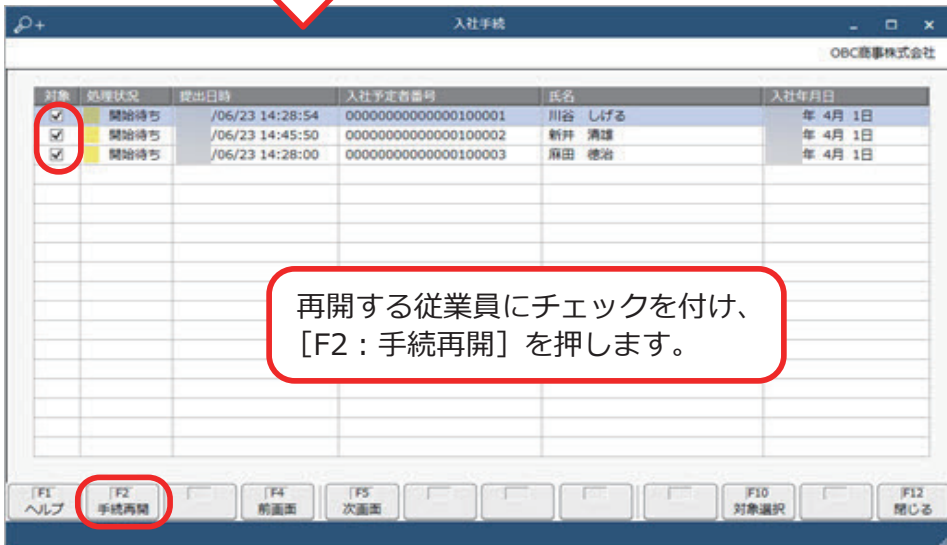 入社手続
OBC商事株式会社
対象 処理状況 提出日時 入社予定者番号 氏名 入社年月日
開始待ち /06/23 14:28:54 00000000000000100001 川谷 しげる 年 4月 1日
開始待ち /06/23 14:45:50 00000000000000100002 新井 清雄 年 4月 1日
開始待ち /06/23 14:28:00 00000000000000100003 麻田 徳治 年 4月 1日
再開する従業員にチェックを付け、
［F2：手続再開］を押します。
F1 F2 F4 F5 F10 F12
ヘルプ 手続再開 前画面 次画面 対象選択 閉じる